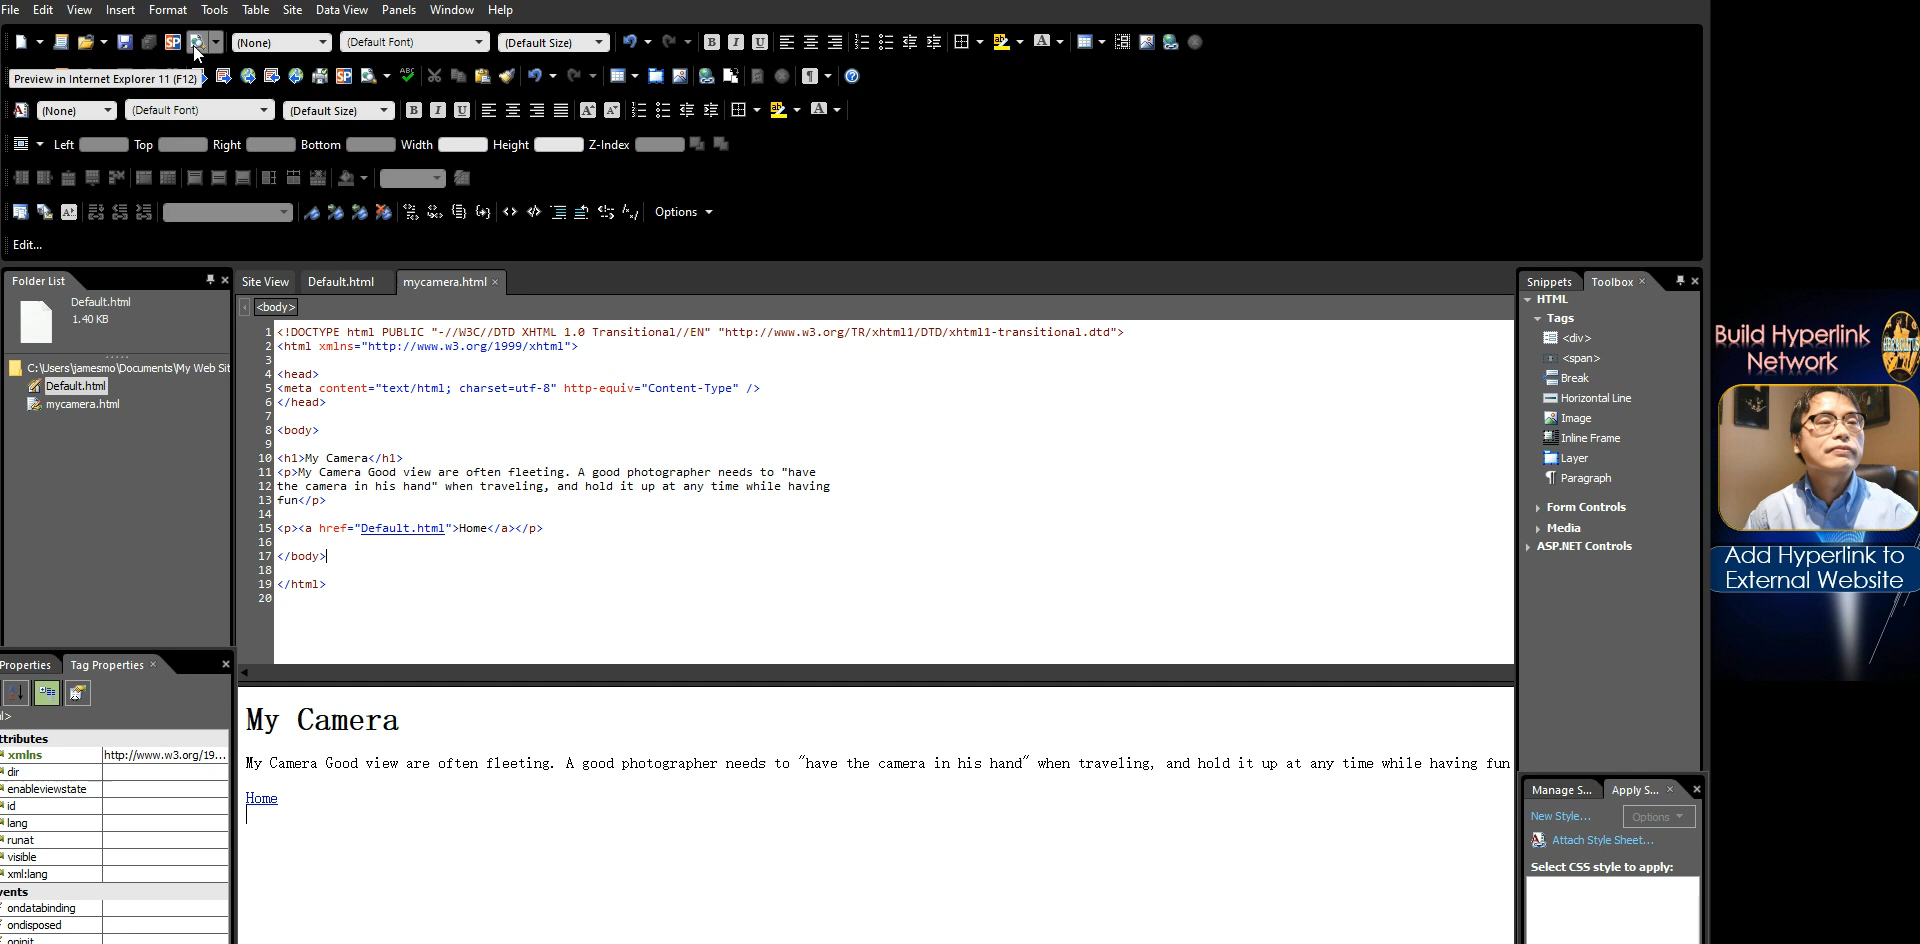 File Edit View Insert Format Tools Table Site Data View Panels Window Help
(None) (Default Font) (Default Size)
Preview in Internet Explorer 11 (F12)
(None) (Default Font) (Default Size)
Left Top Right Bottom Width Height Z-Index
Options
Edit...
Folder List
Default.html
1.40 KB
C:\Users\jamesmo\Documents\My Web Sit
Default.html
mycamera.html
Site View Default.html mycamera.html
<body>
1 <!DOCTYPE html PUBLIC "-//W3C//DTD XHTML 1.0 Transitional//EN" "http://www.w3.org/TR/xhtml1/DTD/xhtml1-transitional.dtd">
2 <html xmlns="http://www.w3.org/1999/xhtml">
3
4 <head>
5 <meta content="text/html; charset=utf-8" http-equiv="Content-Type" />
6 </head>
7
8 <body>
9
10 <h1>My Camera</h1>
11 <p>My Camera Good view are often fleeting. A good photographer needs to "have
12 the camera in his hand" when traveling, and hold it up at any time while having
13 fun</p>
14
15 <p><a href="Default.html">Home</a></p>
16
17 </body>
18
19 </html>
20
My Camera
My Camera Good view are often fleeting. A good photographer needs to "have the camera in his hand" when traveling, and hold it up at any time while having fun
Home
Properties Tag Properties
l>
ttributes
xmlns http://www.w3.org/19...
dir
enableviewstate
id
lang
runat
visible
xml:lang
vents
ondatabinding
ondisposed
oninit
Snippets Toolbox
HTML
Tags
<div>
<span>
Break
Horizontal Line
Image
Inline Frame
Layer
Paragraph
Form Controls
Media
ASP.NET Controls
Manage S... Apply S...
New Style... Options
Attach Style Sheet...
Select CSS style to apply:
Build Hyperlink
Network
HERACLITUS
Add Hyperlink to
External Website